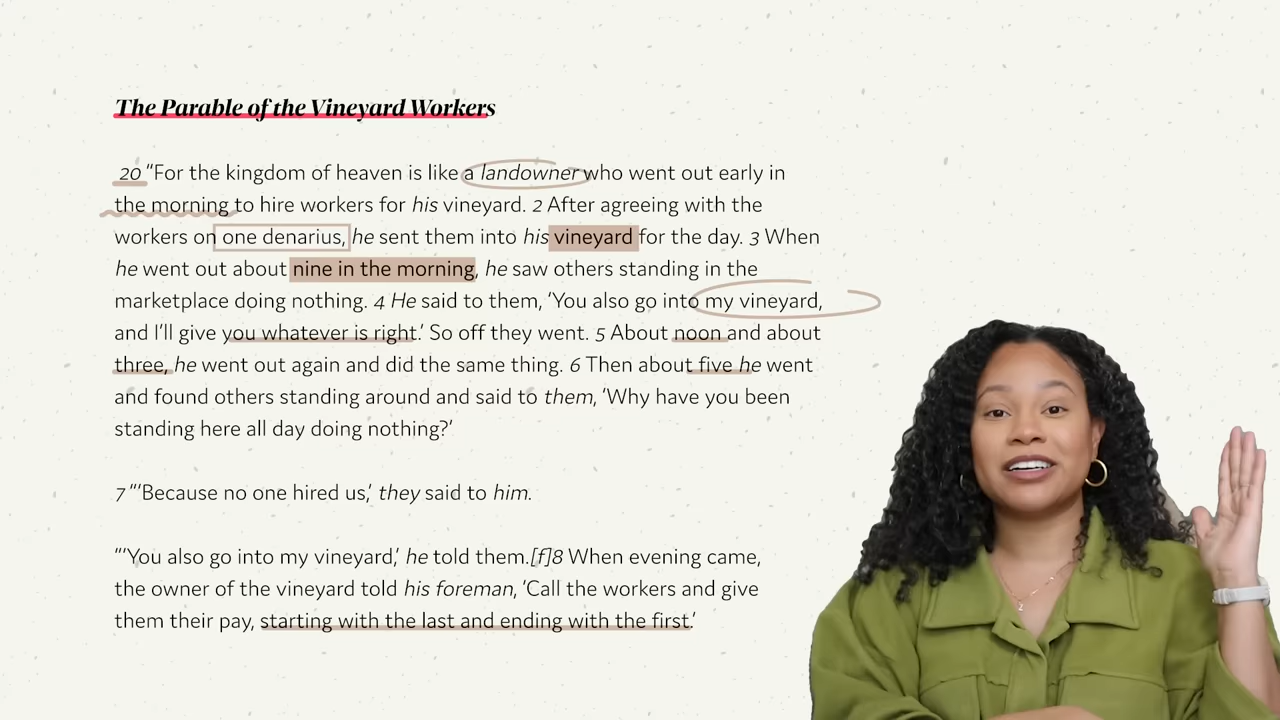 The Parable of the Vineyard Workers
20 “For the kingdom of heaven is like a landowner who went out early in
the morning to hire workers for his vineyard. 2 After agreeing with the
workers on one denarius, he sent them into his vineyard for the day. 3 When
he went out about nine in the morning, he saw others standing in the
marketplace doing nothing. 4 He said to them, ‘You also go into my vineyard,
and I’ll give you whatever is right.’ So off they went. 5 About noon and about
three, he went out again and did the same thing. 6 Then about five he went
and found others standing around and said to them, ‘Why have you been
standing here all day doing nothing?’
7 “‘Because no one hired us,’ they said to him.
“‘You also go into my vineyard,’ he told them.[f]8 When evening came,
the owner of the vineyard told his foreman, ‘Call the workers and give
them their pay, starting with the last and ending with the first.’